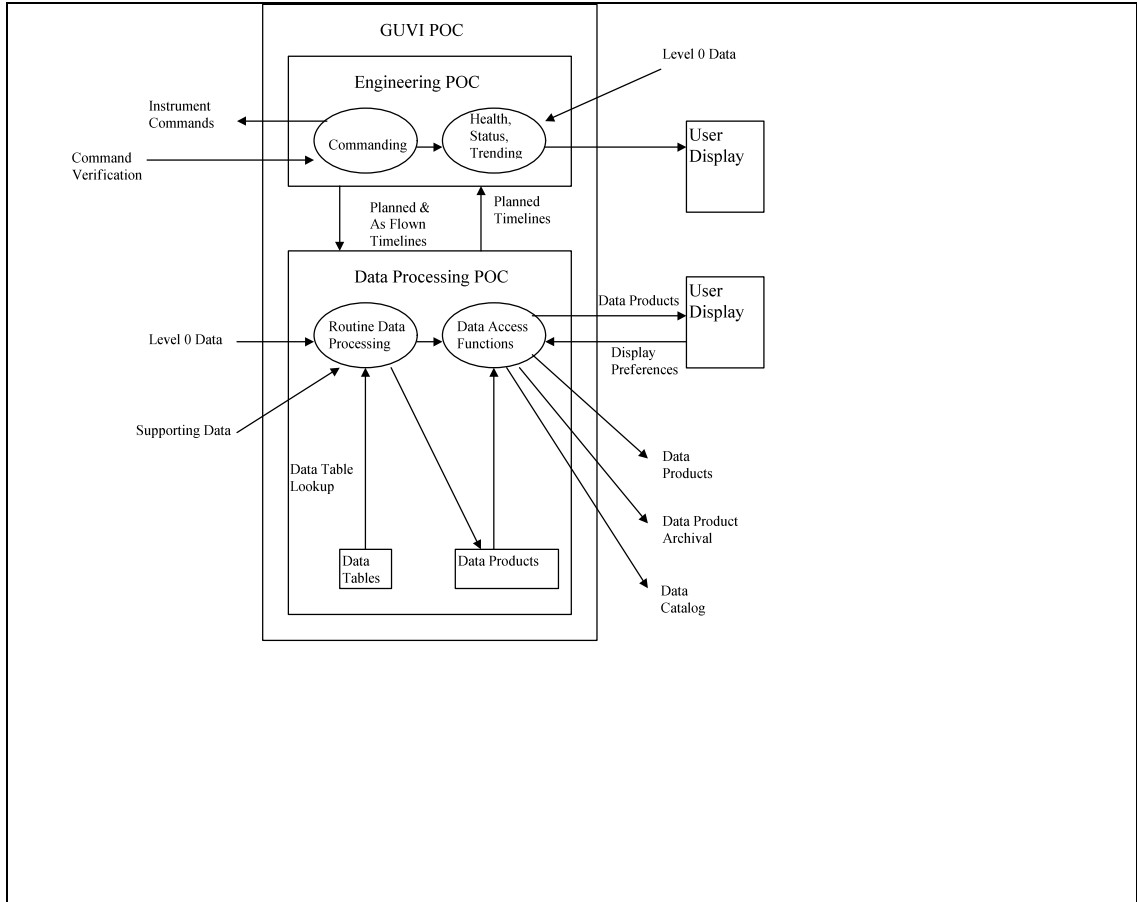 GUVI POC
Level 0 Data
Engineering POC
Instrument
Commands
Commanding
Health,
Status,
Trending
User
Display
Command
Verification
Planned &
As Flown
Timelines
Planned
Timelines
Data Processing POC
User
Display
Data Products
Routine Data
Processing
Data Access
Functions
Level 0 Data
Display
Preferences
Supporting Data
Data Table
Lookup
Data
Products
Data Product
Archival
Data
Tables
Data Products
Data
Catalog